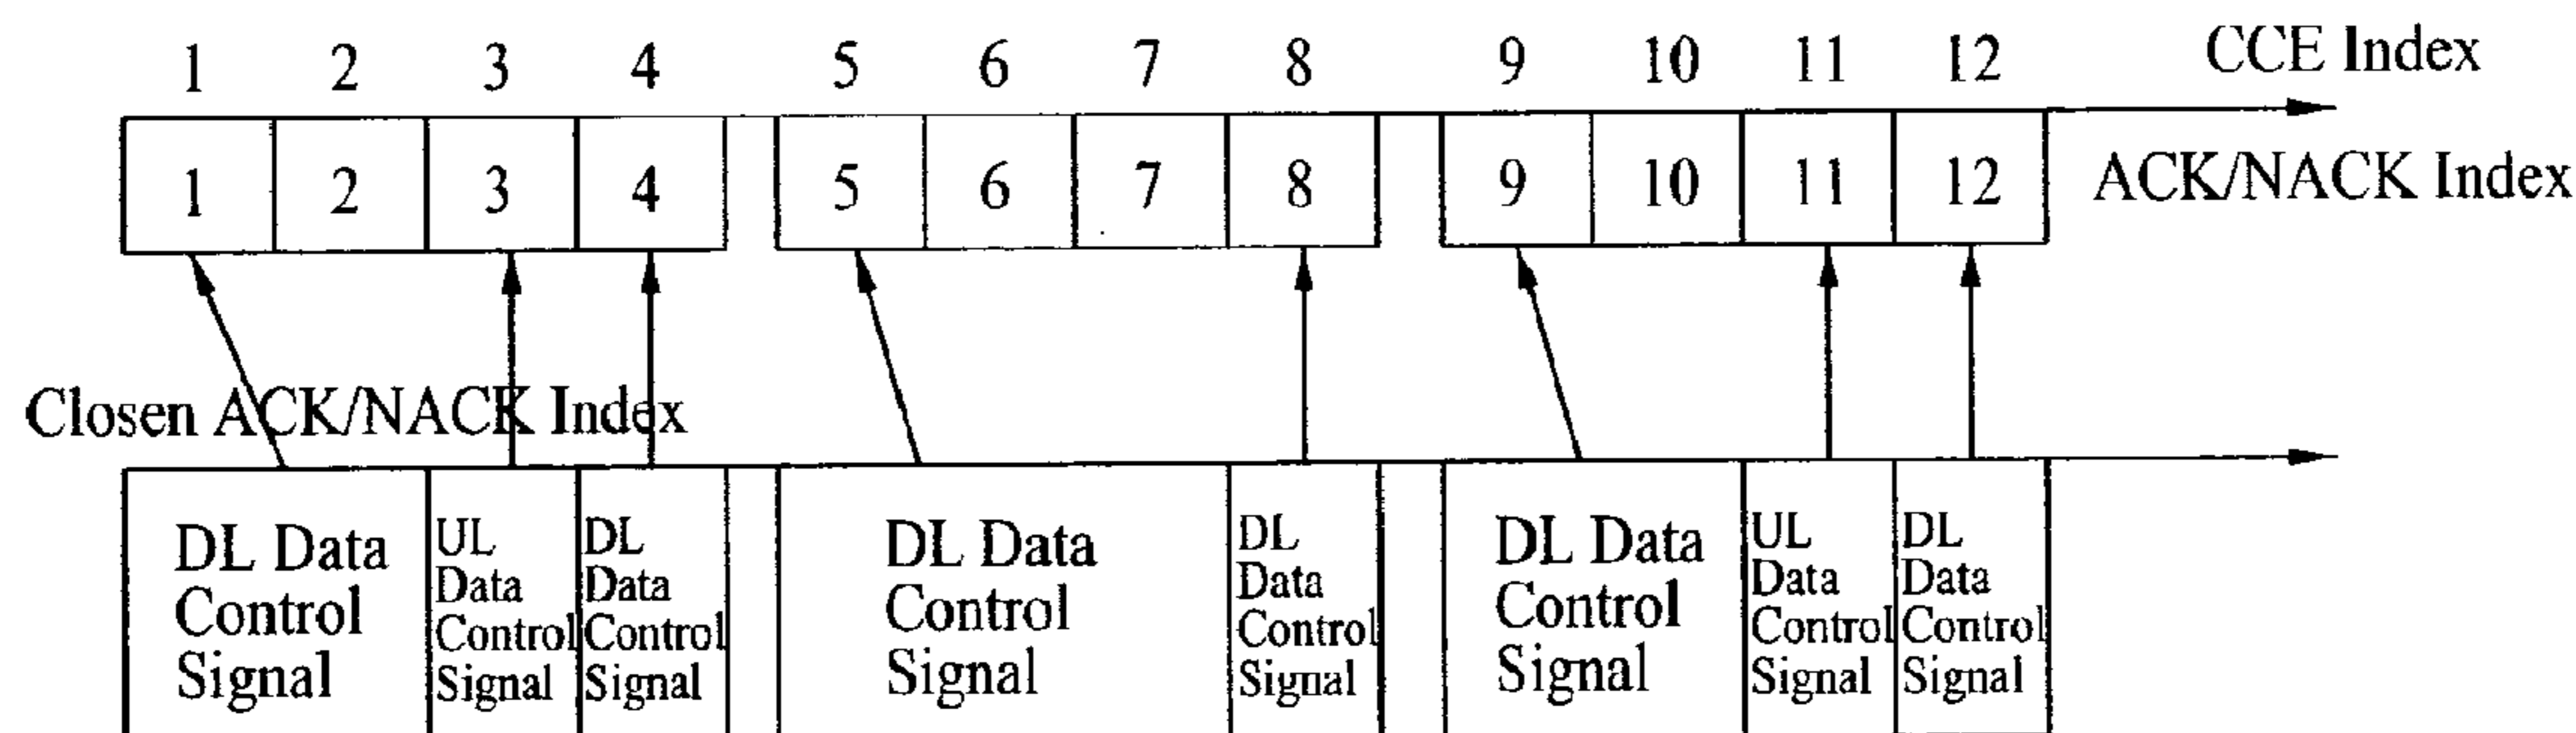 1 2 3 4 5 6 7 8 9 10 11 12 CCE Index
1 2 3 4 5 6 7 8 9 10 11 12 ACK/NACK Index
Closen ACK/NACK Index
DL Data
Control
Signal
UL
Data
Control
Signal
DL
Data
Control
Signal
DL Data
Control
Signal
DL
Data
Control
Signal
DL Data
Control
Signal
UL
Data
Control
Signal
DL
Data
Control
Signal